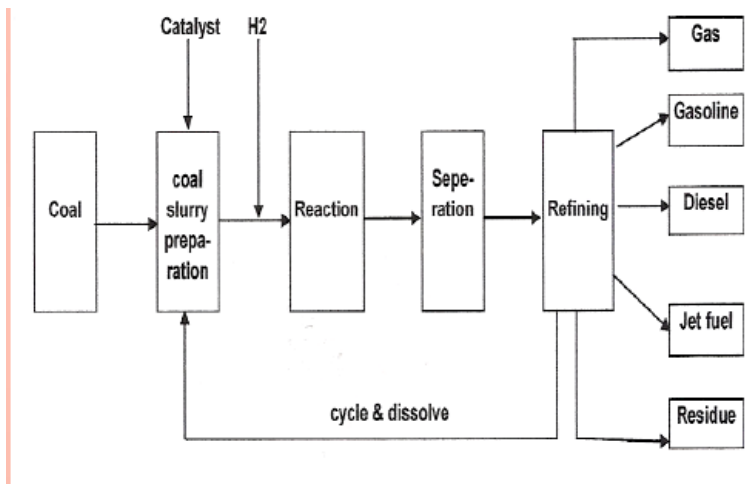 Catalyst H2
Gas
Gasoline
Coal
coal
slurry
prepa-
ration
Reaction
Sepe-
ration
Refining
Diesel
Jet fuel
cycle & dissolve
Residue